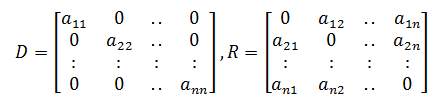 D = [a₁₁ 0 .. 0
0 a₂₂ .. 0
: : : :
0 0 .. aₙₙ], R = [0 a₁₂ .. a₁ₙ
a₂₁ 0 .. a₂ₙ
: : : :
aₙ₁ aₙ₂ .. 0]